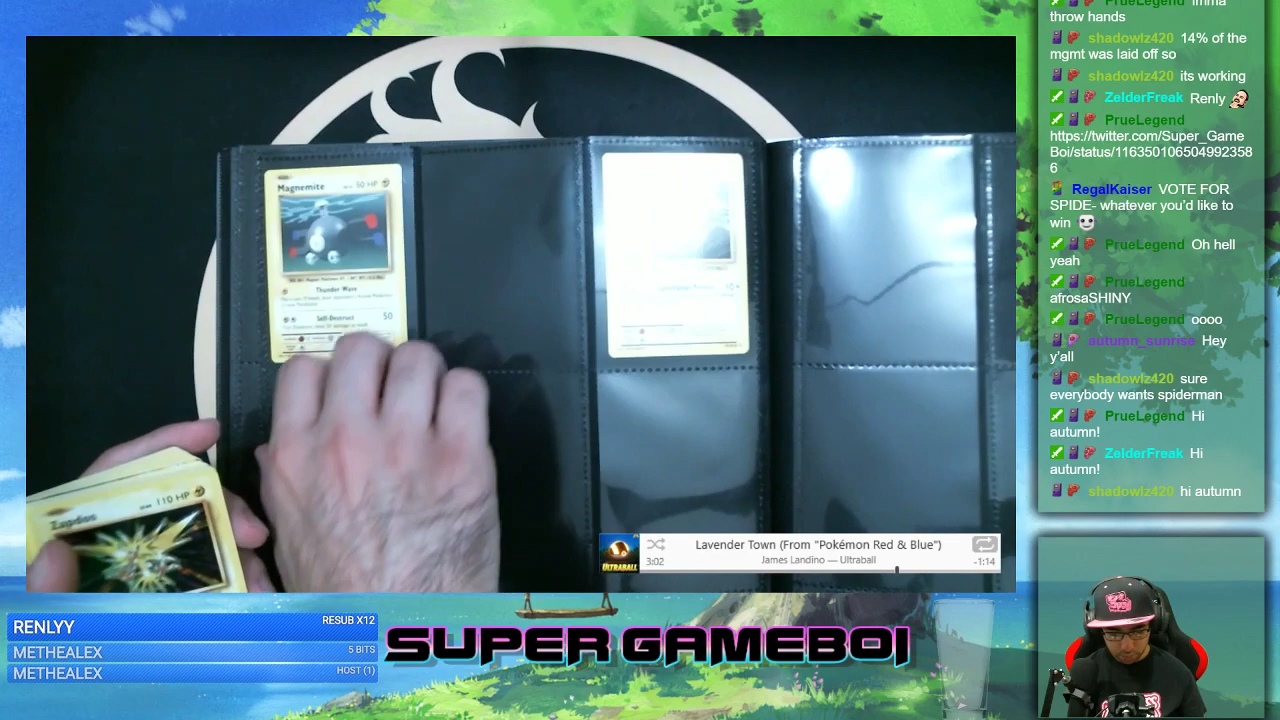 PrueLegend Imma
throw hands
shadowlz420 14% of the
mgmt was laid off so
shadowlz420 its working
ZelderFreak Renly
PrueLegend
https://twitter.com/Super_Game
Boi/status/116350106504992358
6
RegalKaiser VOTE FOR
SPIDE- whatever you'd like to
win
PrueLegend Oh hell
yeah
PrueLegend
afrosaSHINY
PrueLegend oooo
autumn_sunrise Hey
y'all
shadowlz420 sure
everybody wants spiderman
PrueLegend Hi
autumn!
ZelderFreak Hi
autumn!
shadowlz420 hi autumn
Magnemite 50 HP
Thunder Wave
Self-Destruct 50
Zapdos 110 HP
ULTRABALL
Lavender Town (From "Pokémon Red & Blue")
3:02 James Landino — Ultraball -1:14
RENLYY RESUB X12
METHEALEX 5 BITS
METHEALEX HOST (1)
SUPER GAMEBOI